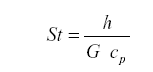 St = h / (G c_p)